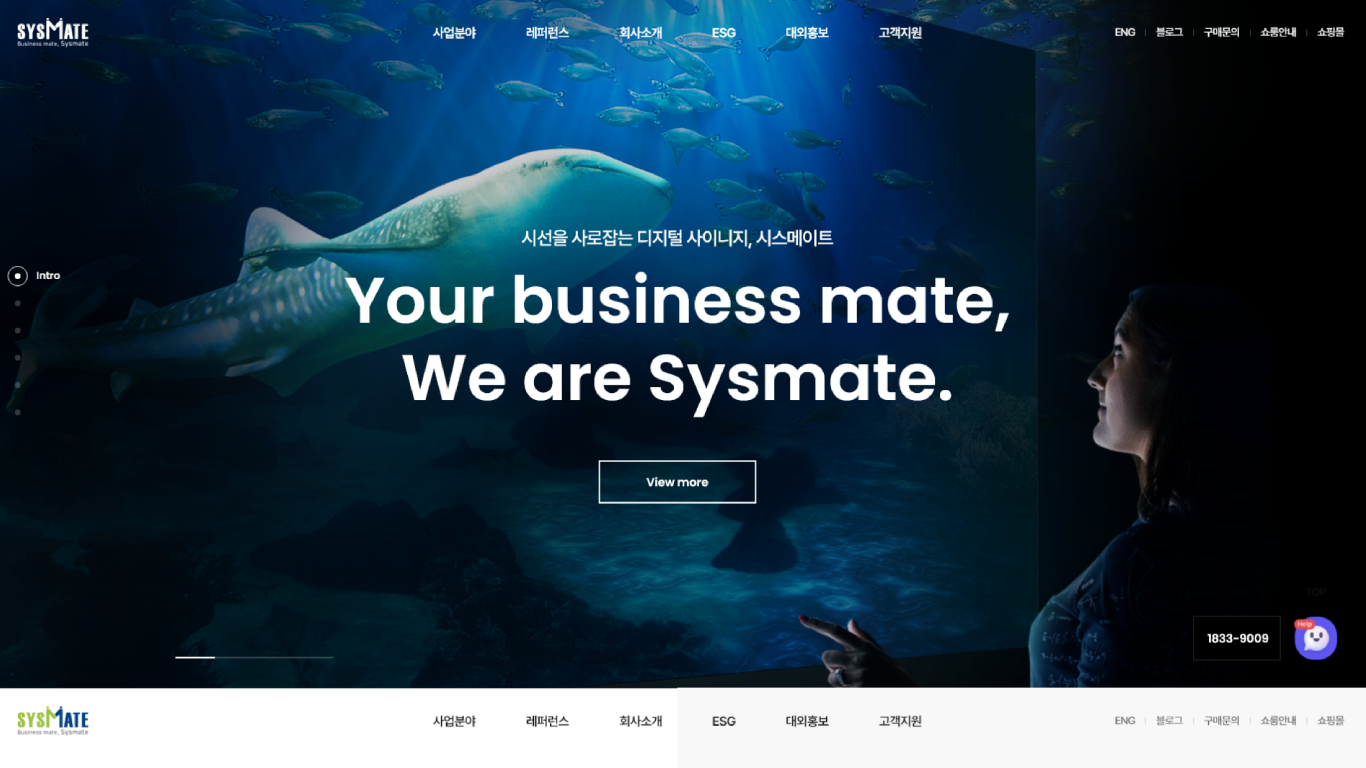 SYSMATE
Business mate, Sysmate
사업분야 레퍼런스 회사소개 ESG 대외홍보 고객지원
ENG 블로그 구매문의 쇼룸안내 쇼핑몰
시선을 사로잡는 디지털 사이니지, 시스메이트
Intro
Your business mate,
We are Sysmate.
View more
TOP
1833-9009
Help
SYSMATE
Business mate, Sysmate
사업분야 레퍼런스 회사소개 ESG 대외홍보 고객지원
ENG 블로그 구매문의 쇼룸안내 쇼핑몰